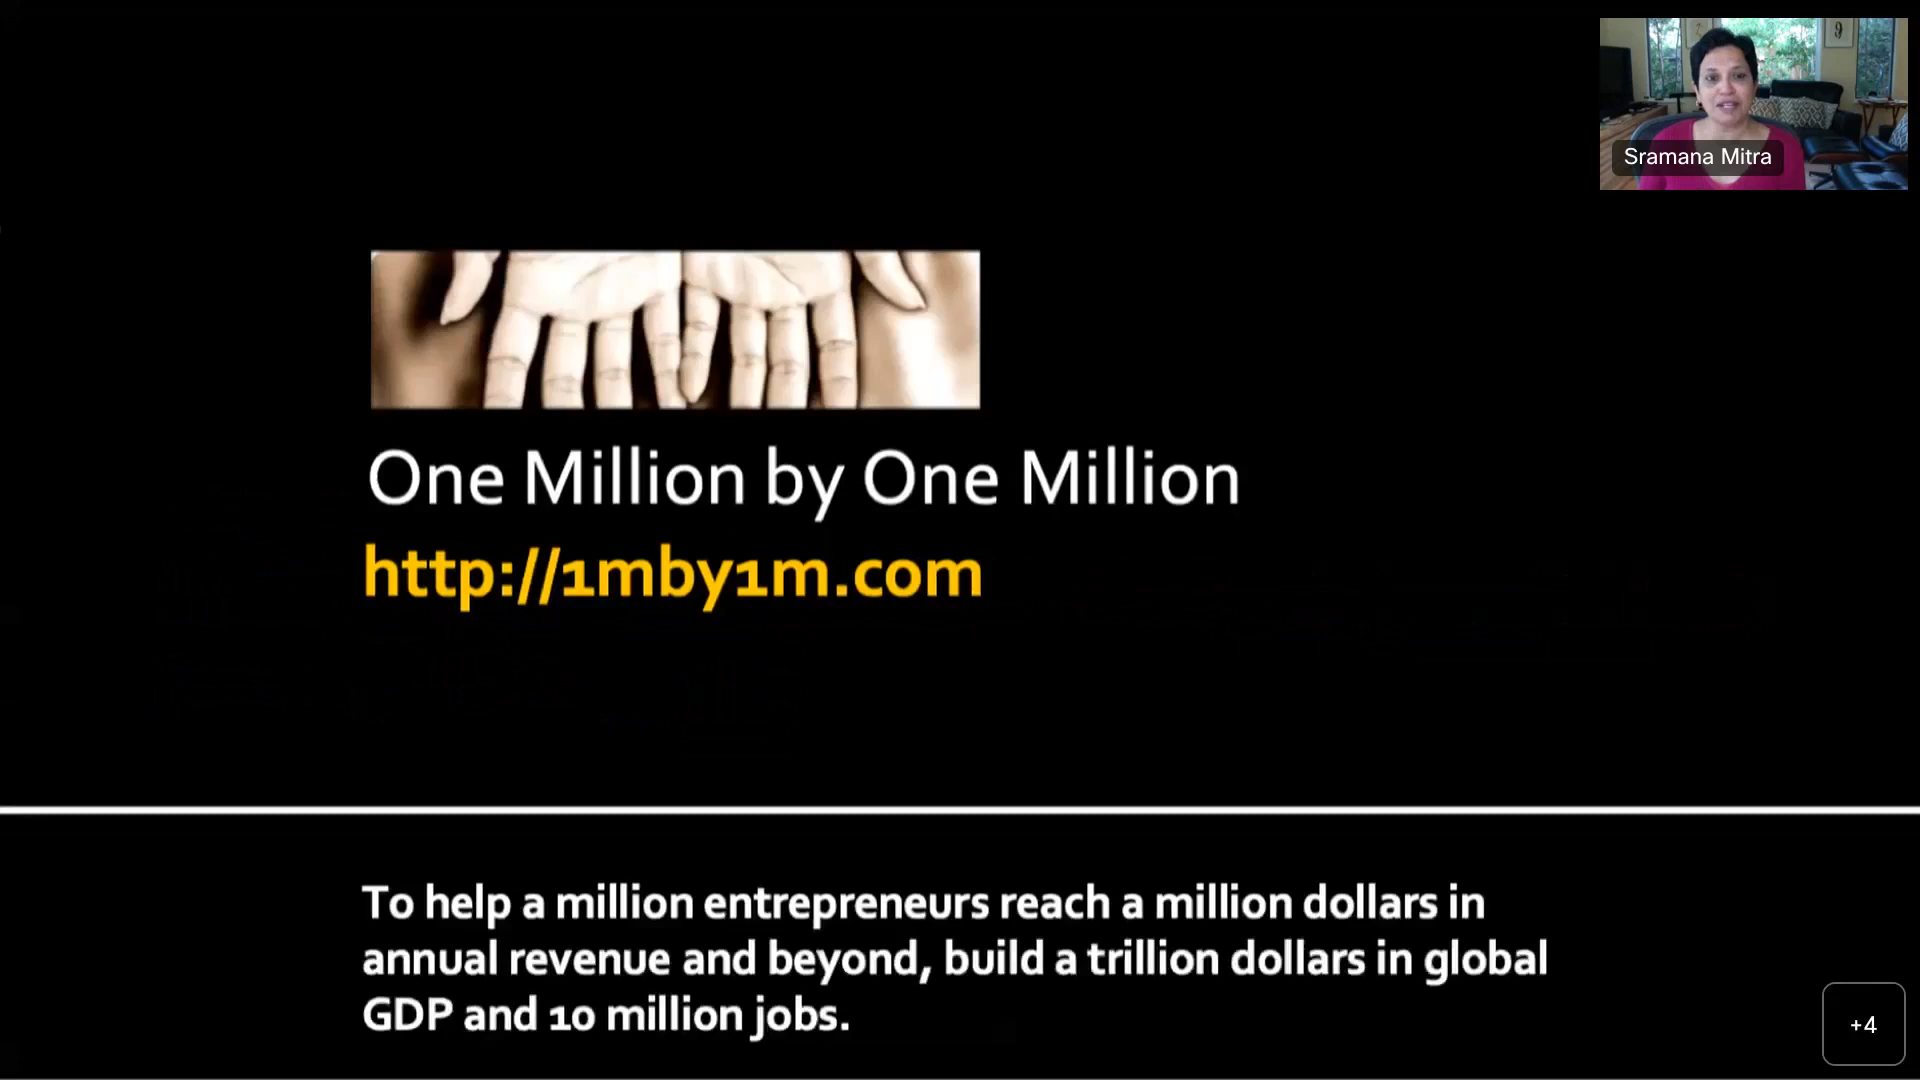 Sramana Mitra
One Million by One Million
http://1mby1m.com
To help a million entrepreneurs reach a million dollars in
annual revenue and beyond, build a trillion dollars in global
GDP and 10 million jobs.
+4